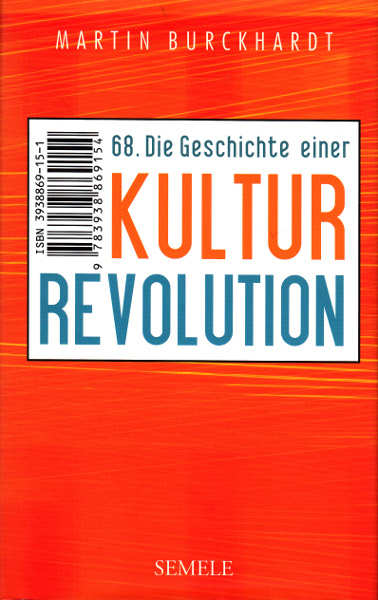 MARTIN BURCKHARDT
ISBN 3938869-15-1
9 783938 869154
68. Die Geschichte einer
KULTUR
REVOLUTION
SEMELE